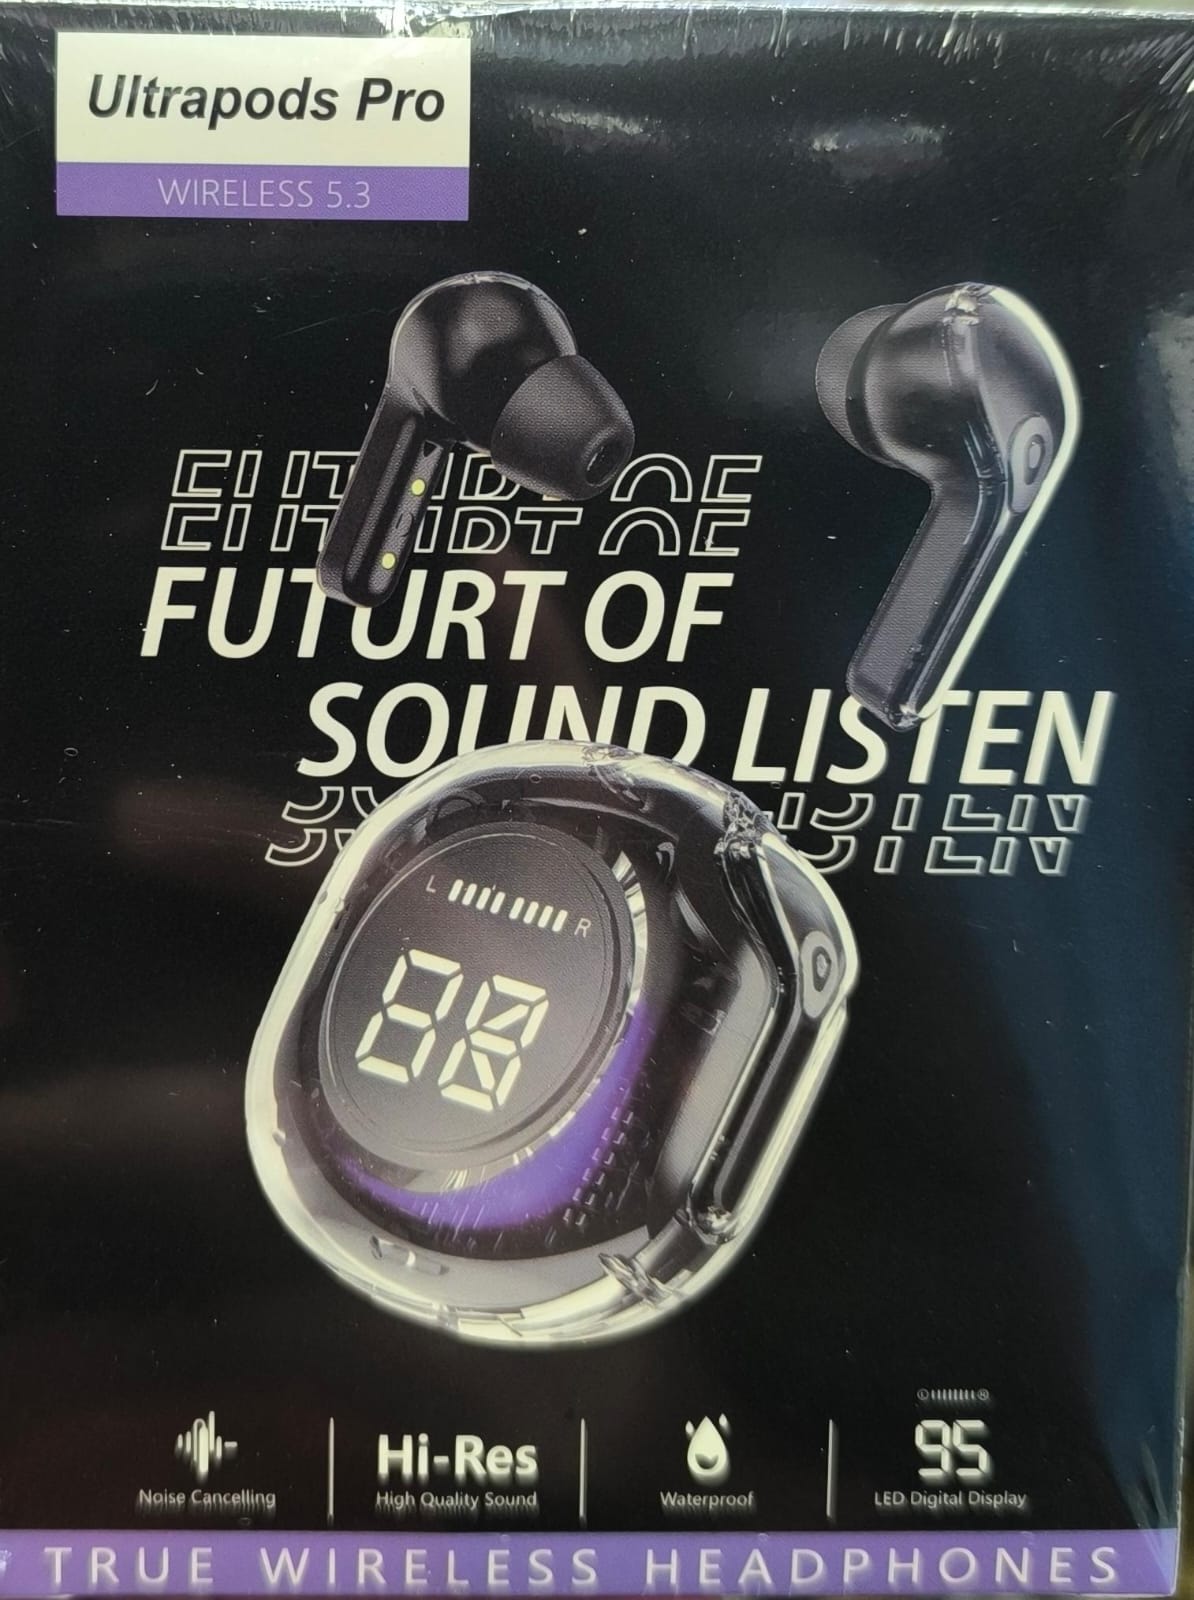 Ultrapods Pro
WIRELESS 5.3
FUTURT OF
SOUND LISTEN
L R
88
Noise Cancelling
Hi-Res
High Quality Sound
Waterproof
L R
95
LED Digital Display
TRUE WIRELESS HEADPHONES